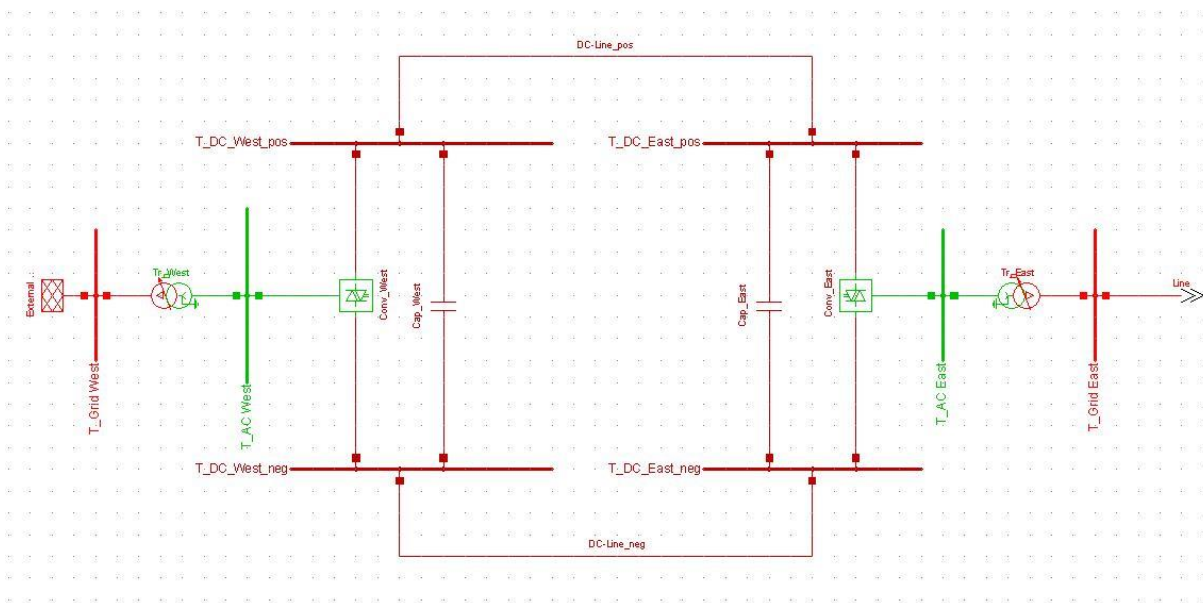 DC-Line_pos
T_DC_West_pos
T_DC_East_pos
Tr_West
Tr_East
External ..
Conv_West
Cap_West
Cap_East
Conv_East
Line
T_Grid West
T_AC West
T_AC East
T_Grid East
T_DC_West_neg
T_DC_East_neg
DC-Line_neg